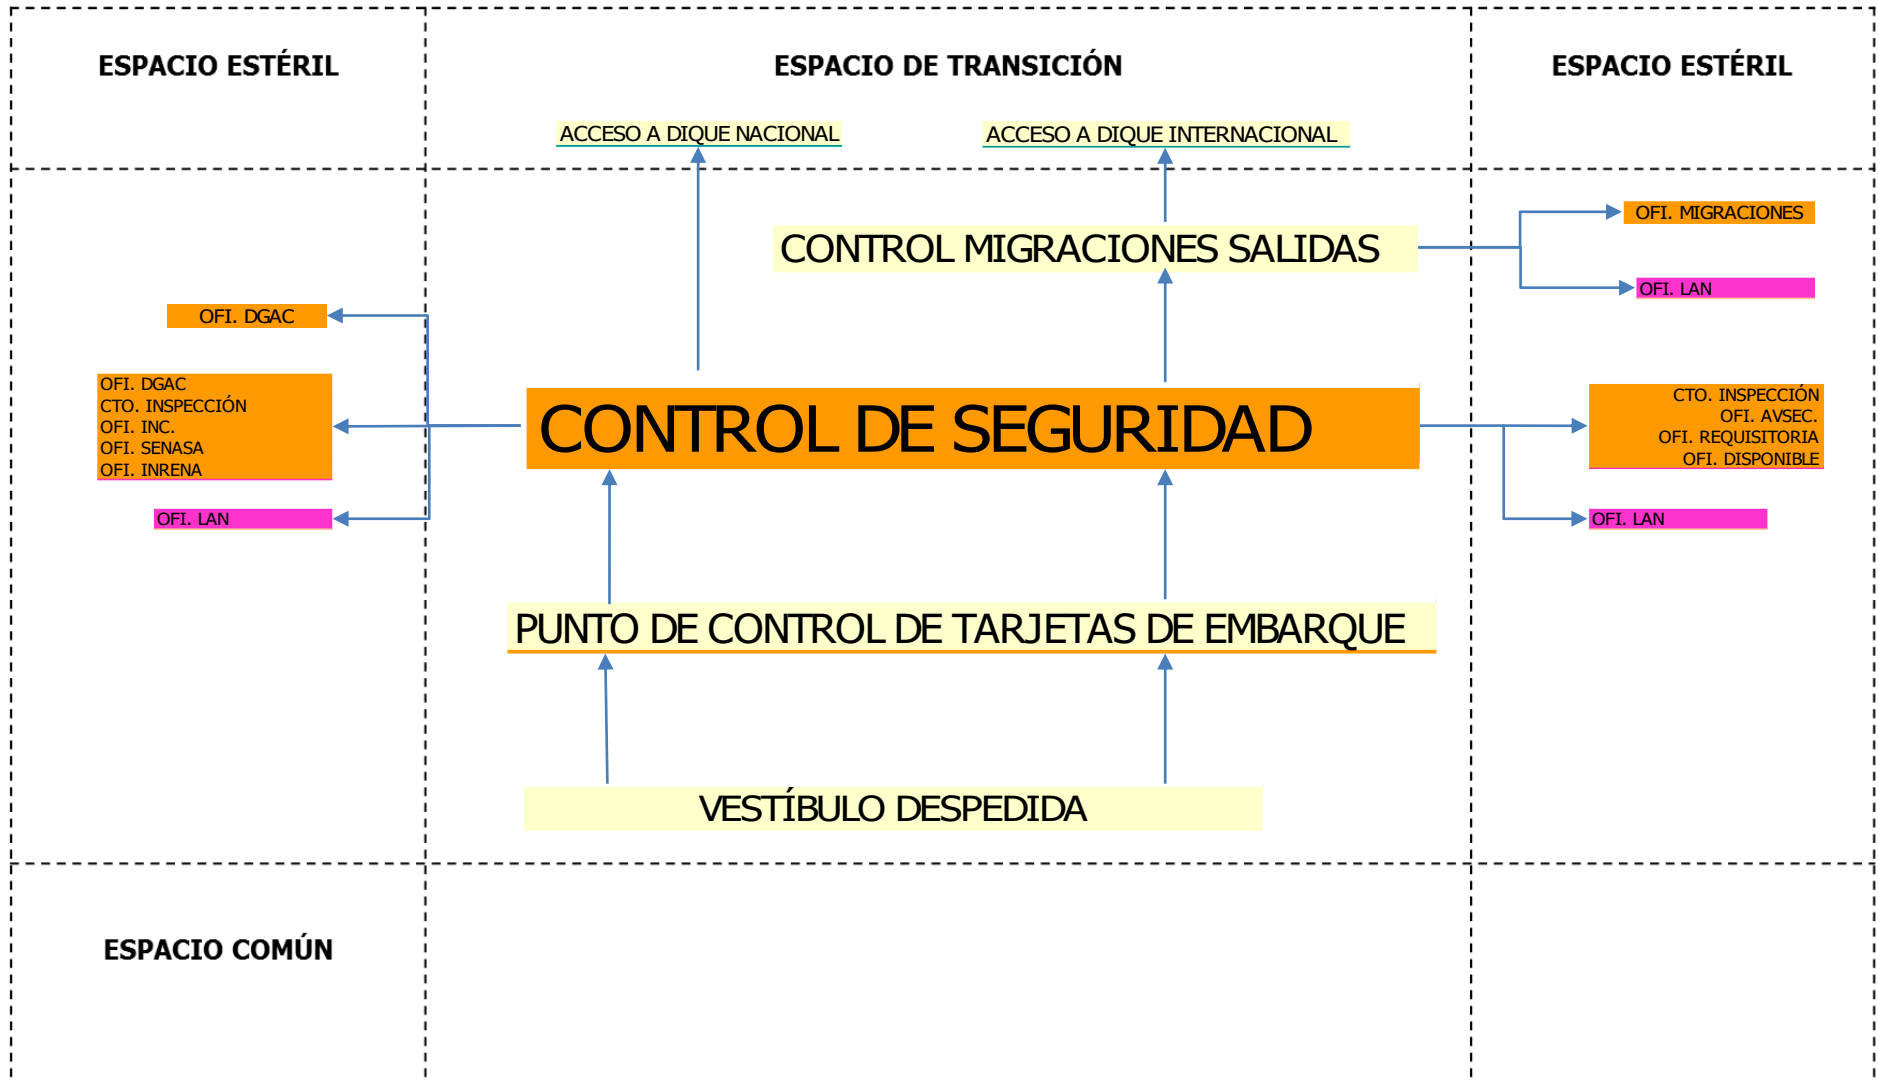 ESPACIO ESTÉRIL
ESPACIO DE TRANSICIÓN
ESPACIO ESTÉRIL
ACCESO A DIQUE NACIONAL
ACCESO A DIQUE INTERNACIONAL
OFI. MIGRACIONES
CONTROL MIGRACIONES SALIDAS
OFI. LAN
OFI. DGAC
OFI. DGAC
CTO. INSPECCIÓN
OFI. INC.
OFI. SENASA
OFI. INRENA
CONTROL DE SEGURIDAD
CTO. INSPECCIÓN
OFI. AVSEC.
OFI. REQUISITORIA
OFI. DISPONIBLE
OFI. LAN
OFI. LAN
PUNTO DE CONTROL DE TARJETAS DE EMBARQUE
VESTÍBULO DESPEDIDA
ESPACIO COMÚN